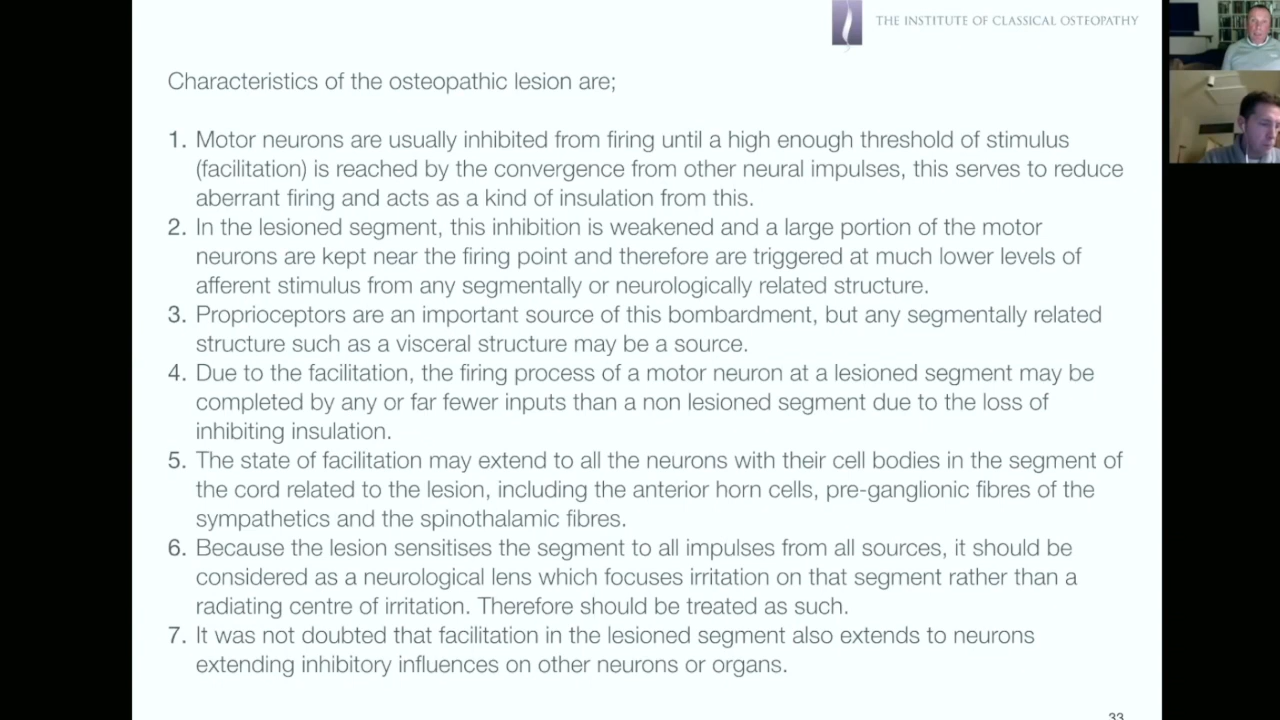 THE INSTITUTE OF CLASSICAL OSTEOPATHY
Characteristics of the osteopathic lesion are;
1. Motor neurons are usually inhibited from firing until a high enough threshold of stimulus
(facilitation) is reached by the convergence from other neural impulses, this serves to reduce
aberrant firing and acts as a kind of insulation from this.
2. In the lesioned segment, this inhibition is weakened and a large portion of the motor
neurons are kept near the firing point and therefore are triggered at much lower levels of
afferent stimulus from any segmentally or neurologically related structure.
3. Proprioceptors are an important source of this bombardment, but any segmentally related
structure such as a visceral structure may be a source.
4. Due to the facilitation, the firing process of a motor neuron at a lesioned segment may be
completed by any or far fewer inputs than a non lesioned segment due to the loss of
inhibiting insulation.
5. The state of facilitation may extend to all the neurons with their cell bodies in the segment of
the cord related to the lesion, including the anterior horn cells, pre-ganglionic fibres of the
sympathetics and the spinothalamic fibres.
6. Because the lesion sensitises the segment to all impulses from all sources, it should be
considered as a neurological lens which focuses irritation on that segment rather than a
radiating centre of irritation. Therefore should be treated as such.
7. It was not doubted that facilitation in the lesioned segment also extends to neurons
extending inhibitory influences on other neurons or organs.
33